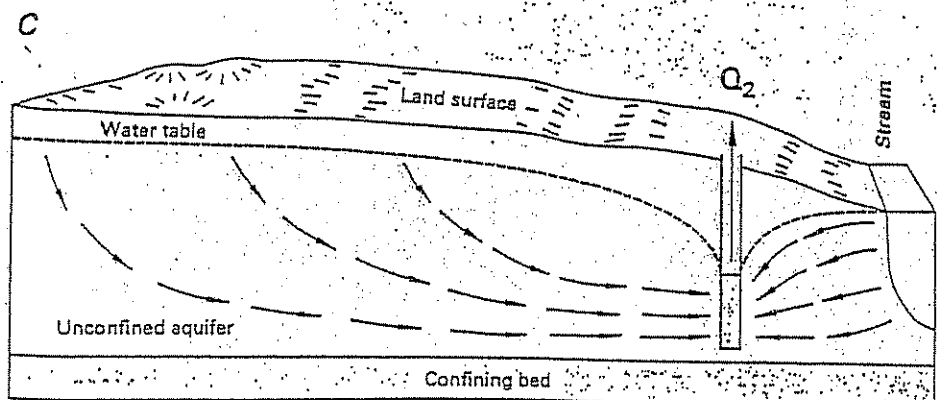 C
Q₂
Stream
Land surface
Water table
Unconfined aquifer
Confining bed